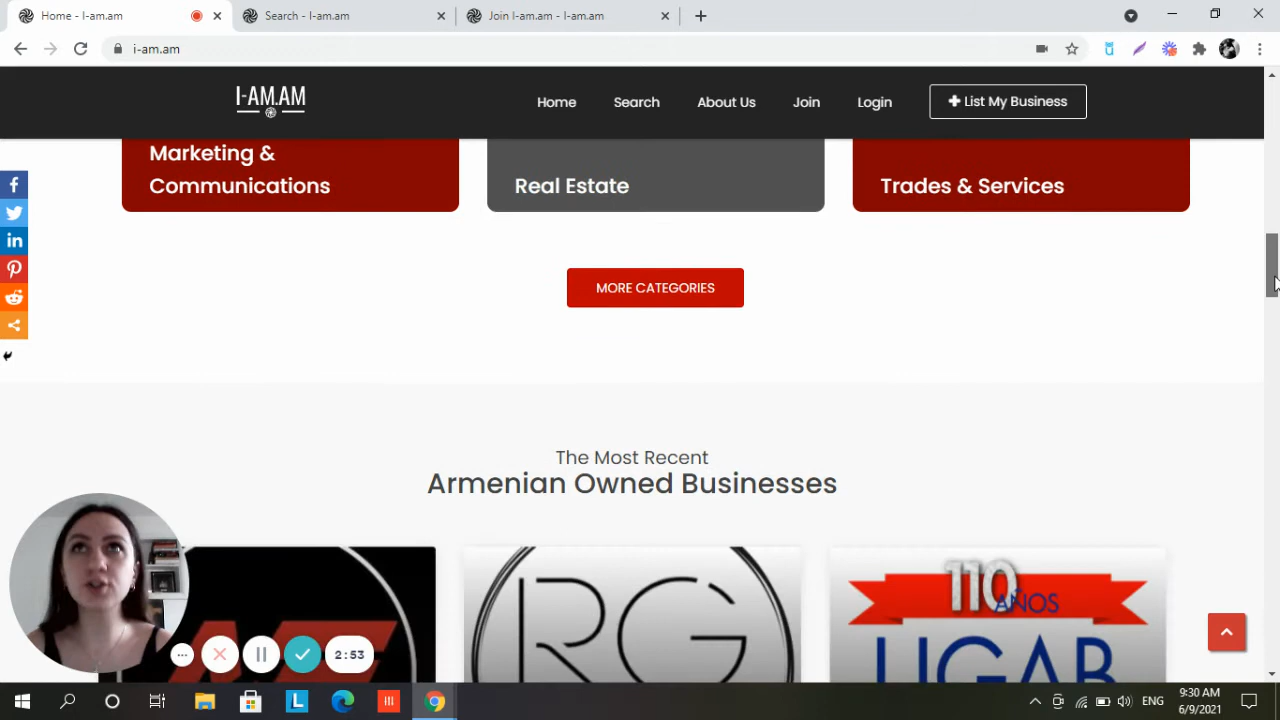 Home - I-am.am
Search - I-am.am
Join I-am.am - I-am.am
i-am.am
I-AM.AM
Home
Search
About Us
Join
Login
List My Business
Marketing &
Communications
Real Estate
Trades & Services
MORE CATEGORIES
The Most Recent
Armenian Owned Businesses
RG
110
AÑOS
UGAB
2:53
ENG
9:30 AM
6/9/2021